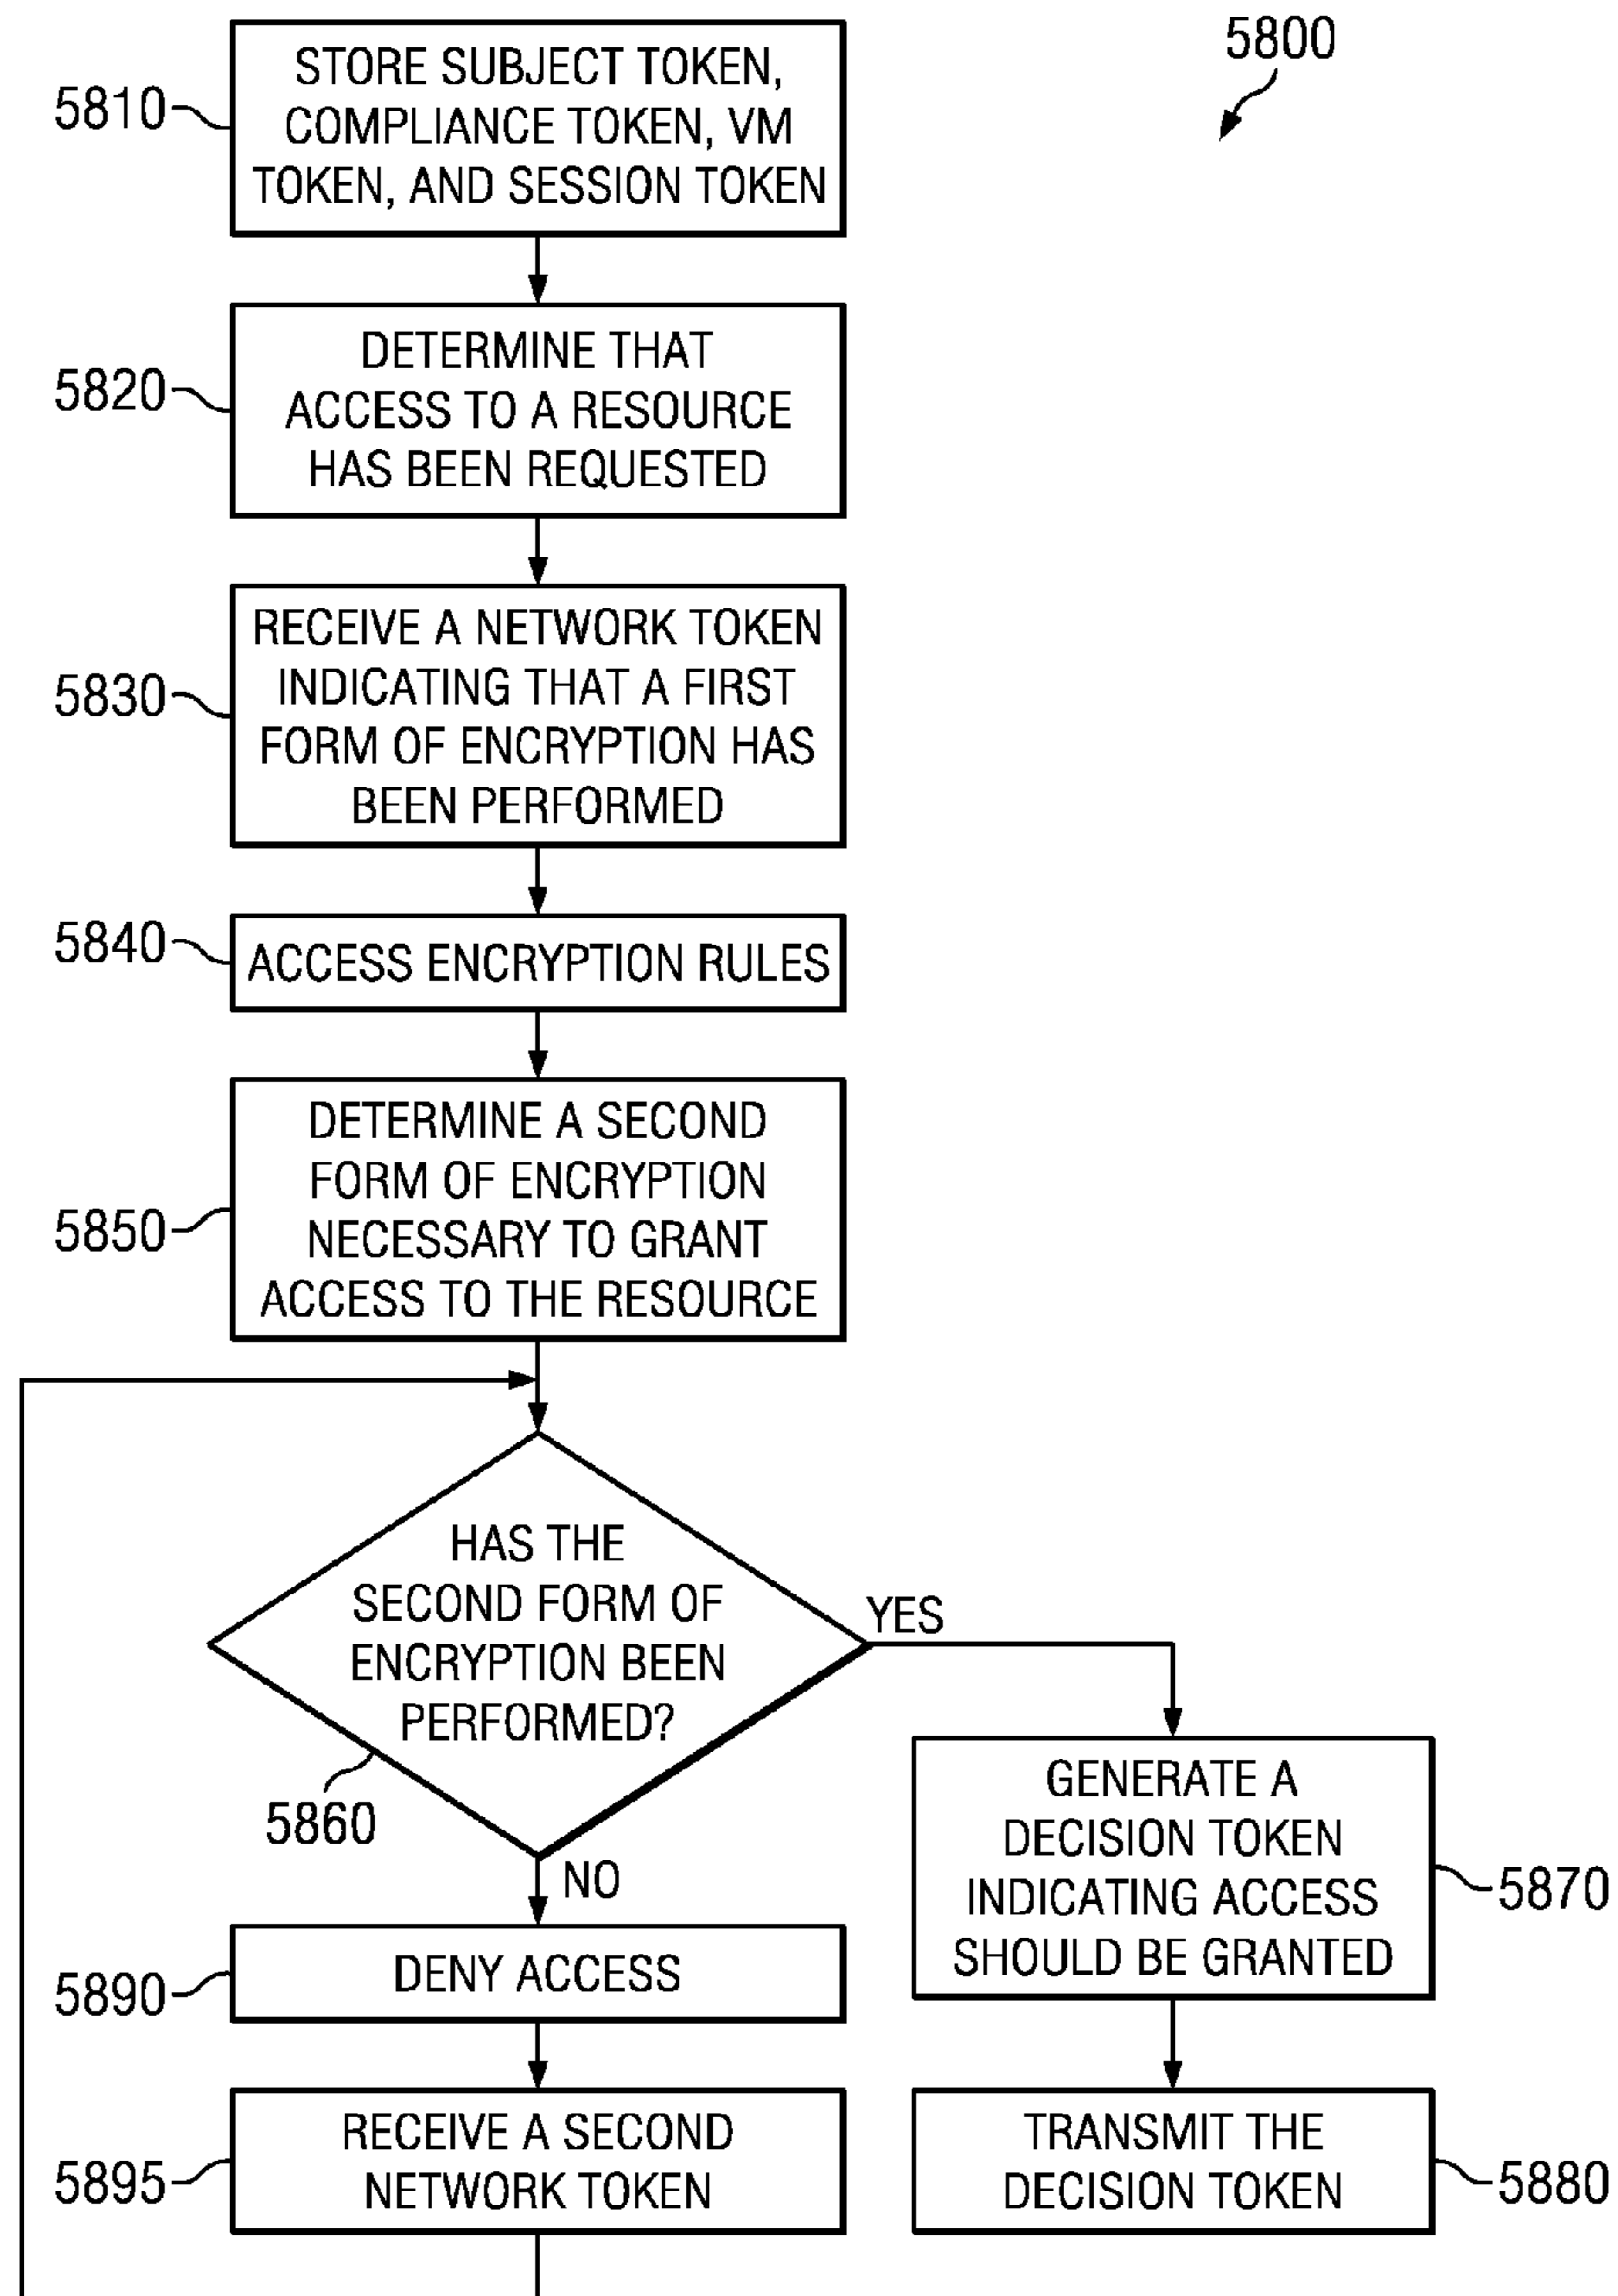 5800
5810
STORE SUBJECT TOKEN,
COMPLIANCE TOKEN, VM
TOKEN, AND SESSION TOKEN
5820
DETERMINE THAT
ACCESS TO A RESOURCE
HAS BEEN REQUESTED
5830
RECEIVE A NETWORK TOKEN
INDICATING THAT A FIRST
FORM OF ENCRYPTION HAS
BEEN PERFORMED
5840
ACCESS ENCRYPTION RULES
5850
DETERMINE A SECOND
FORM OF ENCRYPTION
NECESSARY TO GRANT
ACCESS TO THE RESOURCE
HAS THE
SECOND FORM OF
ENCRYPTION BEEN
PERFORMED?
5860
YES
NO
GENERATE A
DECISION TOKEN
INDICATING ACCESS
SHOULD BE GRANTED
5870
5890
DENY ACCESS
5895
RECEIVE A SECOND
NETWORK TOKEN
TRANSMIT THE
DECISION TOKEN
5880